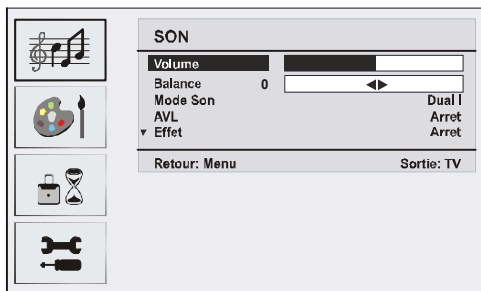 SON
Volume
Balance 0
Mode Son Dual I
AVL Arret
Effet Arret
Retour: Menu Sortie: TV